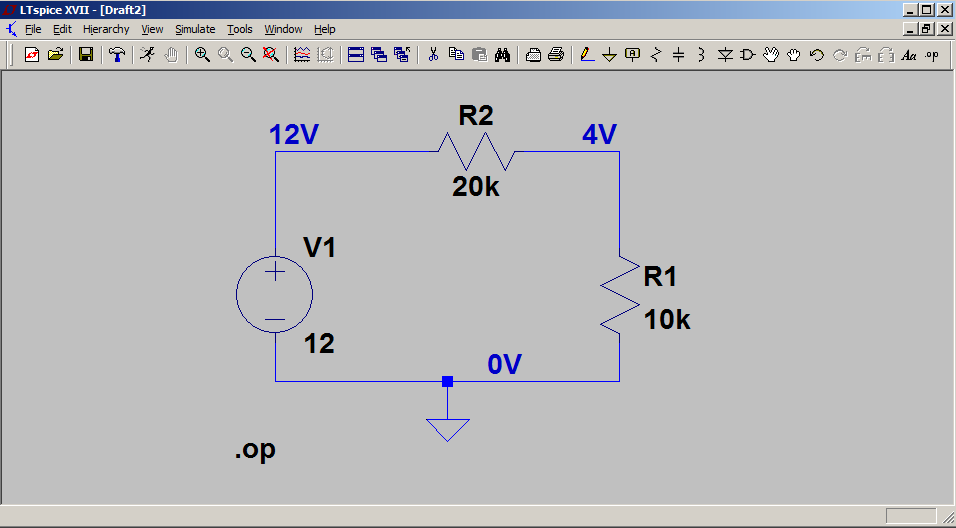 LTspice XVII - [Draft2]
File Edit Hierarchy View Simulate Tools Window Help
Aa .op
R2
12V 4V
20k
V1
+
R1
10k
12
0V
.op